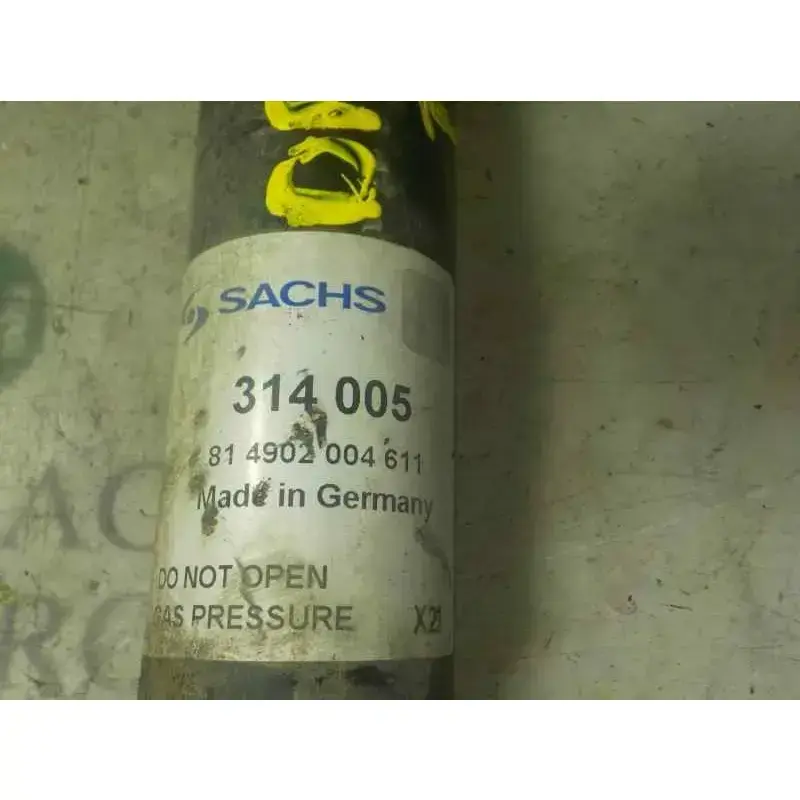 SACHS
314 005
81 4902 004 611
Made in Germany
DO NOT OPEN
GAS PRESSURE